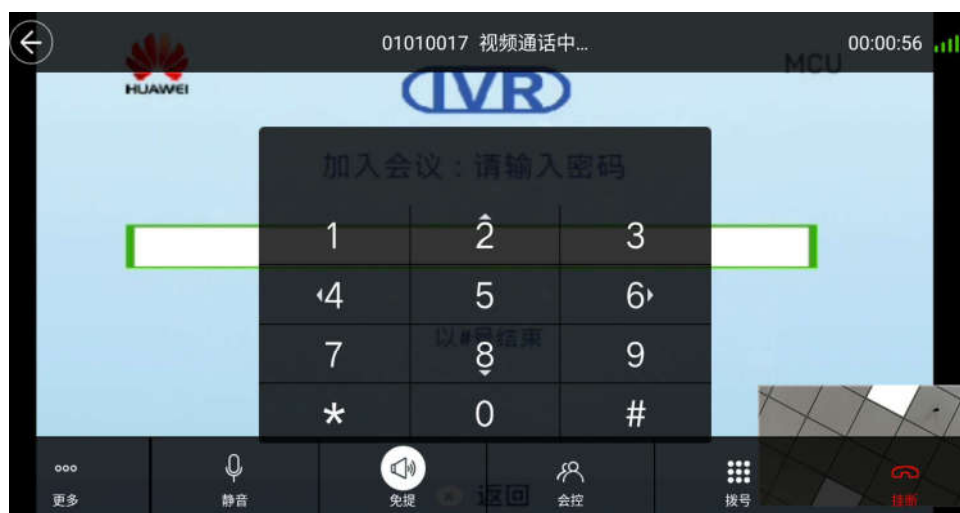 01010017 视频通话中...
00:00:56
HUAWEI
IVR
MCU
加入会议：请输入密码
1 2 3
4 5 6
以#号结束
7 8 9
* 0 #
更多 静音 免提 会控 拨号 挂断
返回